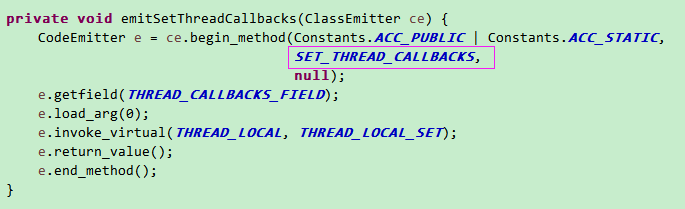 private void emitSetThreadCallbacks(ClassEmitter ce) {
    CodeEmitter e = ce.begin_method(Constants.ACC_PUBLIC | Constants.ACC_STATIC,
                                    SET_THREAD_CALLBACKS,
                                    null);
    e.getfield(THREAD_CALLBACKS_FIELD);
    e.load_arg(0);
    e.invoke_virtual(THREAD_LOCAL, THREAD_LOCAL_SET);
    e.return_value();
    e.end_method();
}